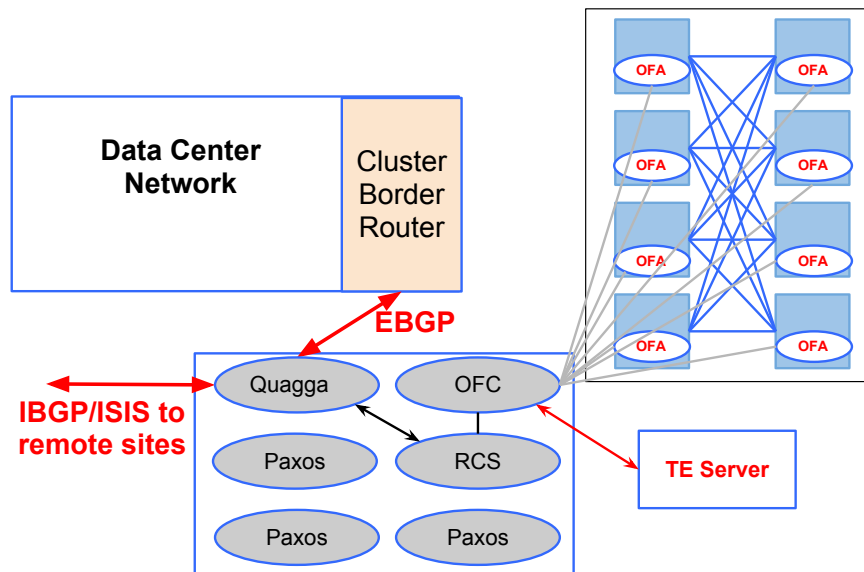 OFA OFA
Data Center
Network
Cluster
Border
Router
OFA OFA
OFA OFA
EBGP
OFA OFA
Quagga OFC
IBGP/ISIS to
remote sites
Paxos RCS
TE Server
Paxos Paxos